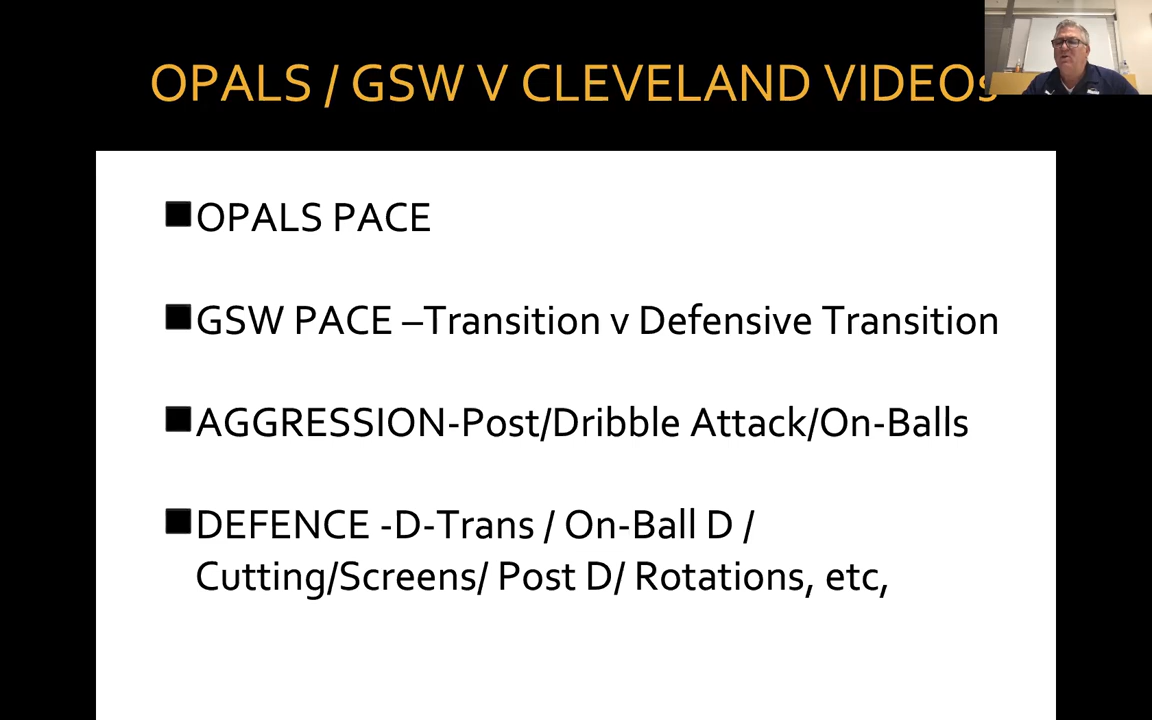 OPALS / GSW V CLEVELAND VIDEOs
■OPALS PACE
■GSW PACE –Transition v Defensive Transition
■AGGRESSION-Post/Dribble Attack/On-Balls
■DEFENCE -D-Trans / On-Ball D /
Cutting/Screens/ Post D/ Rotations, etc,